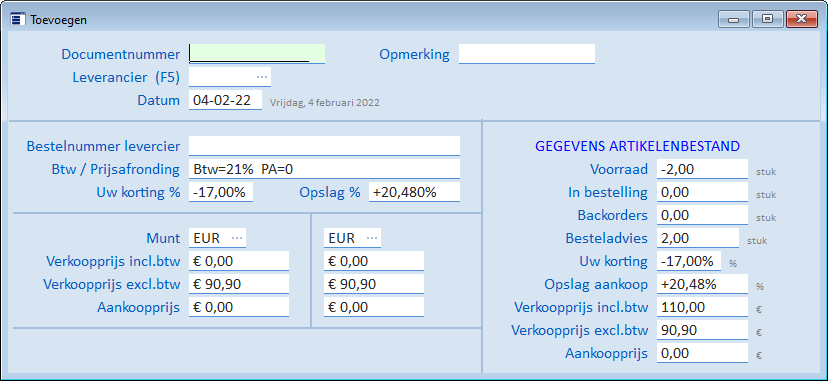 Toevoegen
Documentnummer Opmerking
Leverancier (F5) ...
Datum 04-02-22 Vrijdag, 4 februari 2022
Bestelnummer levercier
Btw / Prijsafronding Btw=21% PA=0
Uw korting % -17,00% Opslag % +20,480%
Munt EUR ... EUR ...
Verkoopprijs incl.btw € 0,00 € 0,00
Verkoopprijs excl.btw € 90,90 € 90,90
Aankoopprijs € 0,00 € 0,00
GEGEVENS ARTIKELENBESTAND
Voorraad -2,00 stuk
In bestelling 0,00 stuk
Backorders 0,00 stuk
Besteladvies 2,00 stuk
Uw korting -17,00% %
Opslag aankoop +20,48% %
Verkoopprijs incl.btw 110,00 €
Verkoopprijs excl.btw 90,90 €
Aankoopprijs 0,00 €